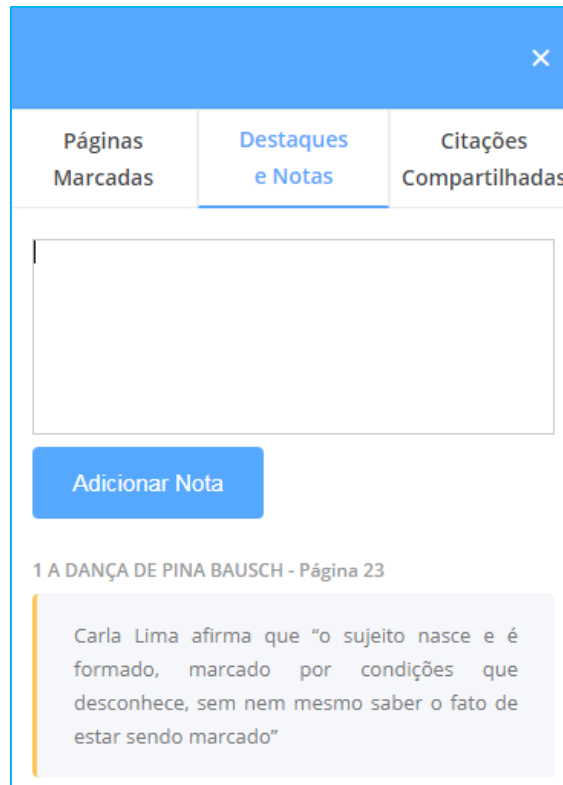 ×
Páginas Marcadas
Destaques e Notas
Citações Compartilhadas
Adicionar Nota
1 A DANÇA DE PINA BAUSCH - Página 23
Carla Lima afirma que “o sujeito nasce e é
formado, marcado por condições que
desconhece, sem nem mesmo saber o fato de
estar sendo marcado”